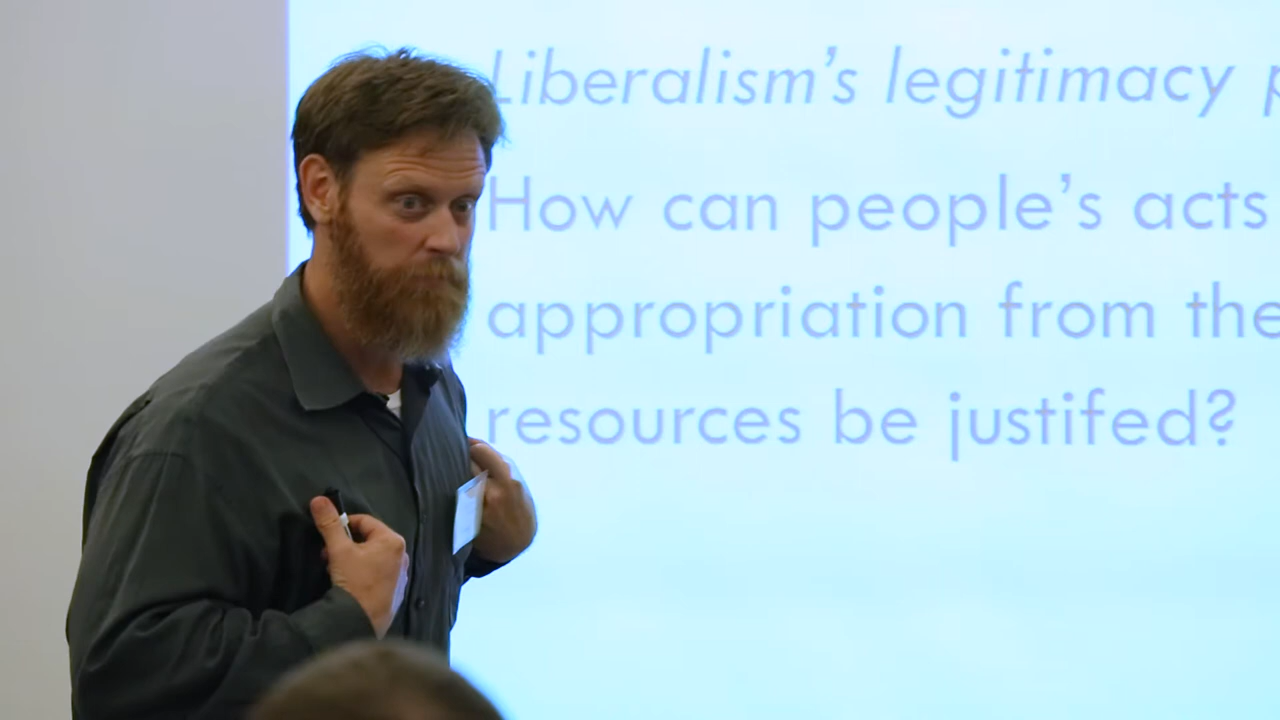 Liberalism's legitimacy p
How can people's acts
appropriation from the
resources be justifed?